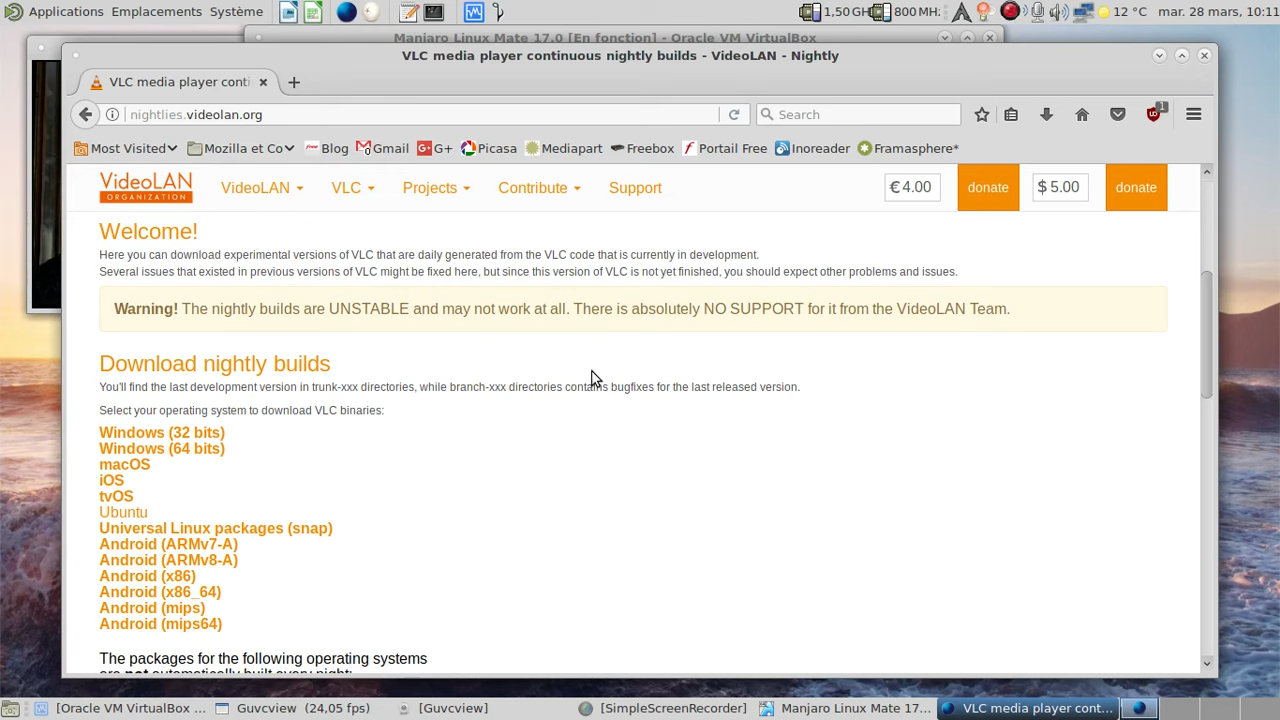 Applications Emplacements Système 1,50 GH 800 MH: 12 °C mar. 28 mars, 10:11
Manjaro Linux Mate 17.0 [En fonction] - Oracle VM VirtualBox
VLC media player continuous nightly builds - VideoLAN - Nightly
VLC media player conti
nightlies.videolan.org Search 1
Most Visited Mozilla et Co Blog Gmail G+ Picasa Mediapart Freebox Portail Free Inoreader Framasphere*
VideoLAN ORGANIZATION VideoLAN VLC Projects Contribute Support € 4.00 donate $ 5.00 donate
Welcome!
Here you can download experimental versions of VLC that are daily generated from the VLC code that is currently in development.
Several issues that existed in previous versions of VLC might be fixed here, but since this version of VLC is not yet finished, you should expect other problems and issues.
Warning! The nightly builds are UNSTABLE and may not work at all. There is absolutely NO SUPPORT for it from the VideoLAN Team.
Download nightly builds
You'll find the last development version in trunk-xxx directories, while branch-xxx directories contains bugfixes for the last released version.
Select your operating system to download VLC binaries:
Windows (32 bits)
Windows (64 bits)
macOS
iOS
tvOS
Ubuntu
Universal Linux packages (snap)
Android (ARMv7-A)
Android (ARMv8-A)
Android (x86)
Android (x86_64)
Android (mips)
Android (mips64)
The packages for the following operating systems
are not automatically built every night:
[Oracle VM VirtualBox ... Guvcview (24,05 fps) [Guvcview] [SimpleScreenRecorder] Manjaro Linux Mate 17... VLC media player cont...